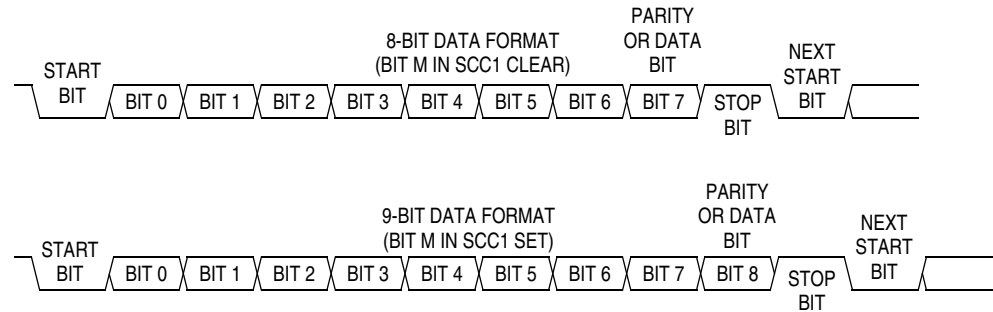 PARITY
OR DATA
BIT
8-BIT DATA FORMAT
(BIT M IN SCC1 CLEAR)
NEXT
START
BIT
START
BIT
BIT 0 BIT 1 BIT 2 BIT 3 BIT 4 BIT 5 BIT 6 BIT 7
STOP
BIT
PARITY
OR DATA
BIT
9-BIT DATA FORMAT
(BIT M IN SCC1 SET)
NEXT
START
BIT
START
BIT
BIT 0 BIT 1 BIT 2 BIT 3 BIT 4 BIT 5 BIT 6 BIT 7 BIT 8
STOP
BIT